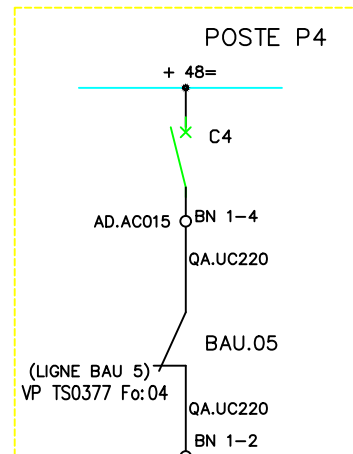 POSTE P4
+ 48=
C4
AD.AC015 BN 1-4
QA.UC220
BAU.05
(LIGNE BAU 5)
VP TS0377 Fo:04
QA.UC220
BN 1-2